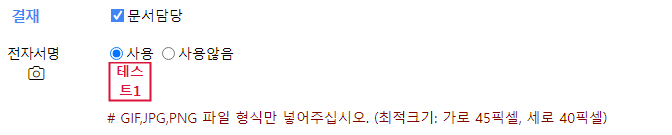 결재 문서담당
전자서명 사용 사용않음
테스
트1
# GIF,JPG,PNG 파일 형식만 넣어주십시오. (최적크기: 가로 45픽셀, 세로 40픽셀)